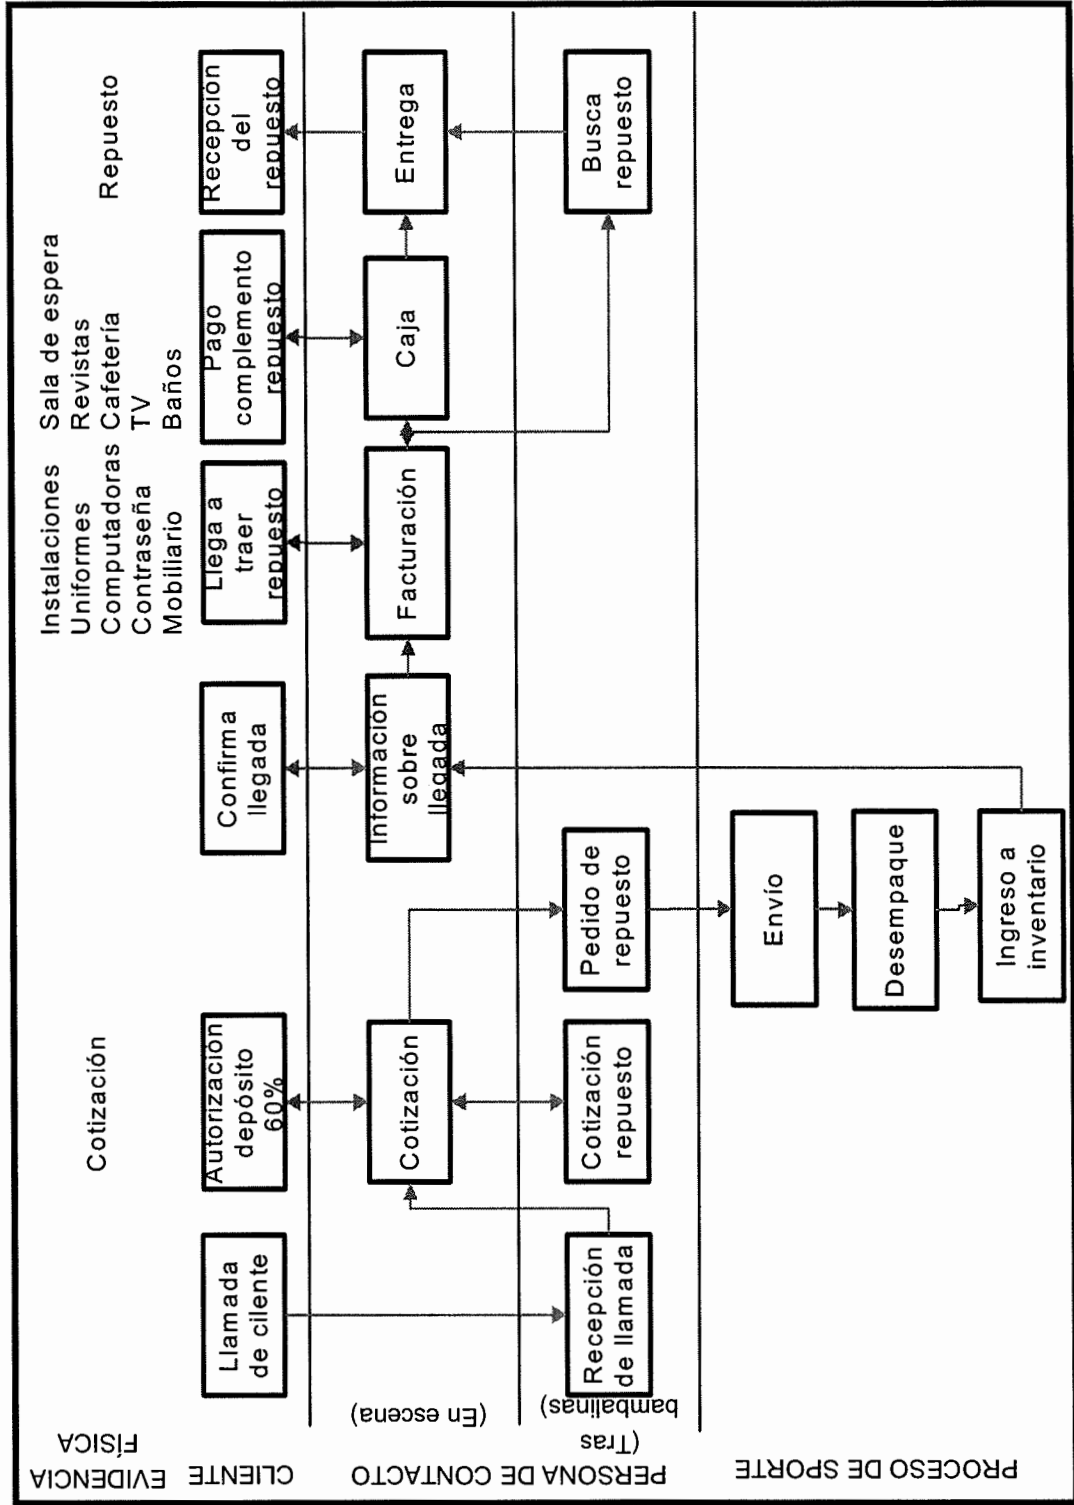 EVIDENCIA
FÍSICA
Cotización
Instalaciones
Uniformes
Computadoras
Contraseña
Mobiliario
Sala de espera
Revistas
Cafetería
TV
Baños
Repuesto
CLIENTE
Llamada
de cilente
Autorización
depósito
60%
Confirma
llegada
Llega a
traer
repuesto
Pago
complemento
repuesto
Recepción
del
repuesto
PERSONA DE CONTACTO
(En escena)
Cotización
Información
sobre
llegada
Facturación
Caja
Entrega
(Tras
bambalinas)
Recepción
de llamada
Cotización
repuesto
Pedido de
repuesto
Busca
repuesto
PROCESO DE SPORTE
Envío
Desempaque
Ingreso a
inventario